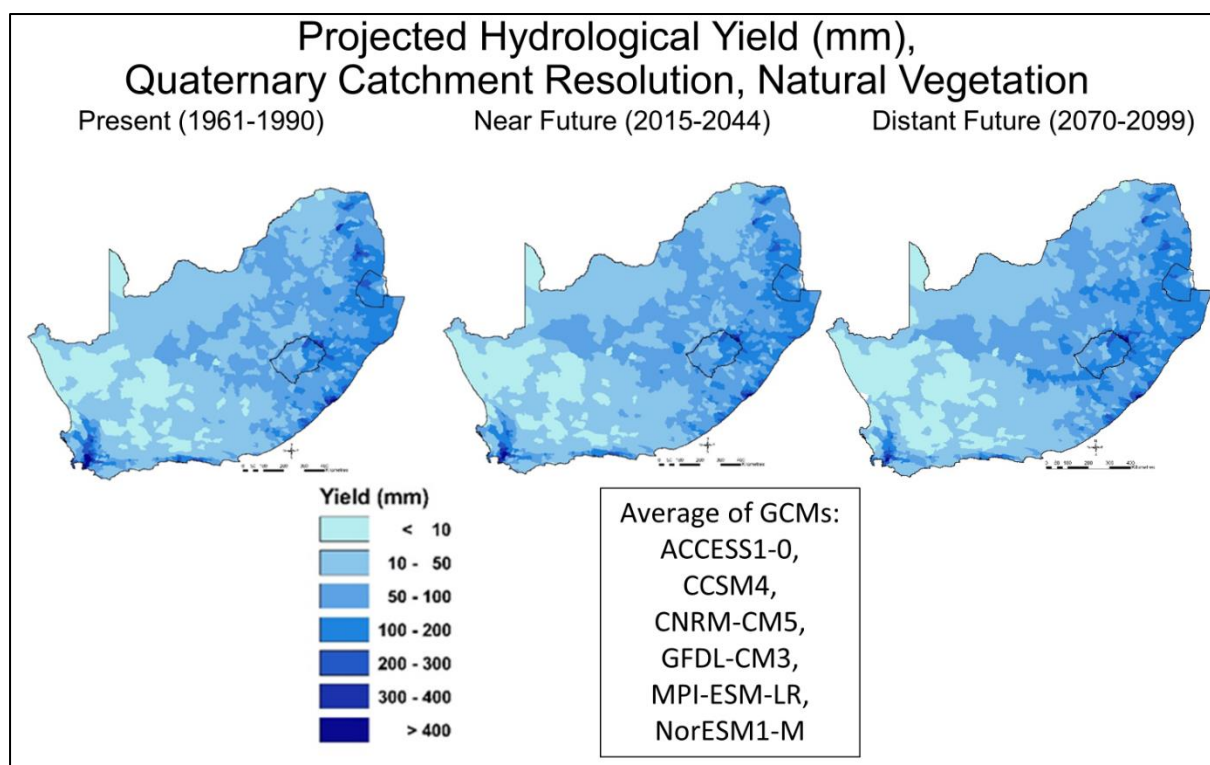 Projected Hydrological Yield (mm),
Quaternary Catchment Resolution, Natural Vegetation
Present (1961-1990)
Near Future (2015-2044)
Distant Future (2070-2099)
Yield (mm)
< 10
10 - 50
50 - 100
100 - 200
200 - 300
300 - 400
> 400
Average of GCMs:
ACCESS1-0,
CCSM4,
CNRM-CM5,
GFDL-CM3,
MPI-ESM-LR,
NorESM1-M